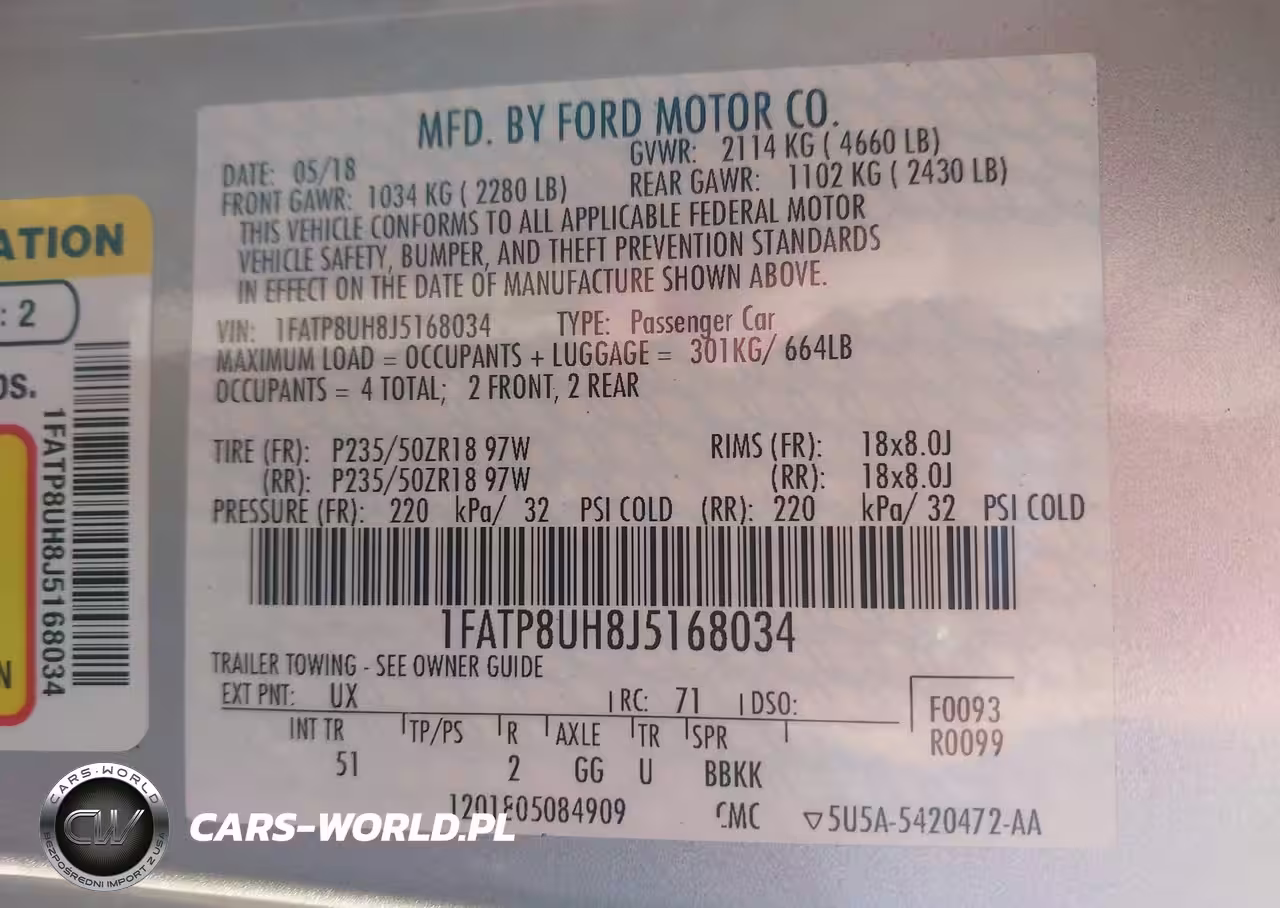 MFD. BY FORD MOTOR CO.
DATE: 05/18 GVWR: 2114 KG ( 4660 LB)
FRONT GAWR: 1034 KG ( 2280 LB) REAR GAWR: 1102 KG ( 2430 LB)
THIS VEHICLE CONFORMS TO ALL APPLICABLE FEDERAL MOTOR
VEHICLE SAFETY, BUMPER, AND THEFT PREVENTION STANDARDS
IN EFFECT ON THE DATE OF MANUFACTURE SHOWN ABOVE.
VIN: 1FATP8UH8J5168034 TYPE: Passenger Car
MAXIMUM LOAD = OCCUPANTS + LUGGAGE = 301KG/ 664LB
OCCUPANTS = 4 TOTAL; 2 FRONT, 2 REAR
TIRE (FR): P235/50ZR18 97W RIMS (FR): 18x8.0J
(RR): P235/50ZR18 97W (RR): 18x8.0J
PRESSURE (FR): 220 kPa/ 32 PSI COLD (RR): 220 kPa/ 32 PSI COLD
1FATP8UH8J5168034
TRAILER TOWING - SEE OWNER GUIDE
EXT PNT: UX RC: 71 DSO:
F0093
R0099
INT TR TP/PS R AXLE TR SPR
51 2 GG U BBKK
CMC ▽5U5A-5420472-AA
ATION
: 2
OS.
1FATP8UH8J5168034
N
CARS-WORLD
CW
BEZPOŚREDNI IMPORT Z USA
CARS-WORLD.PL